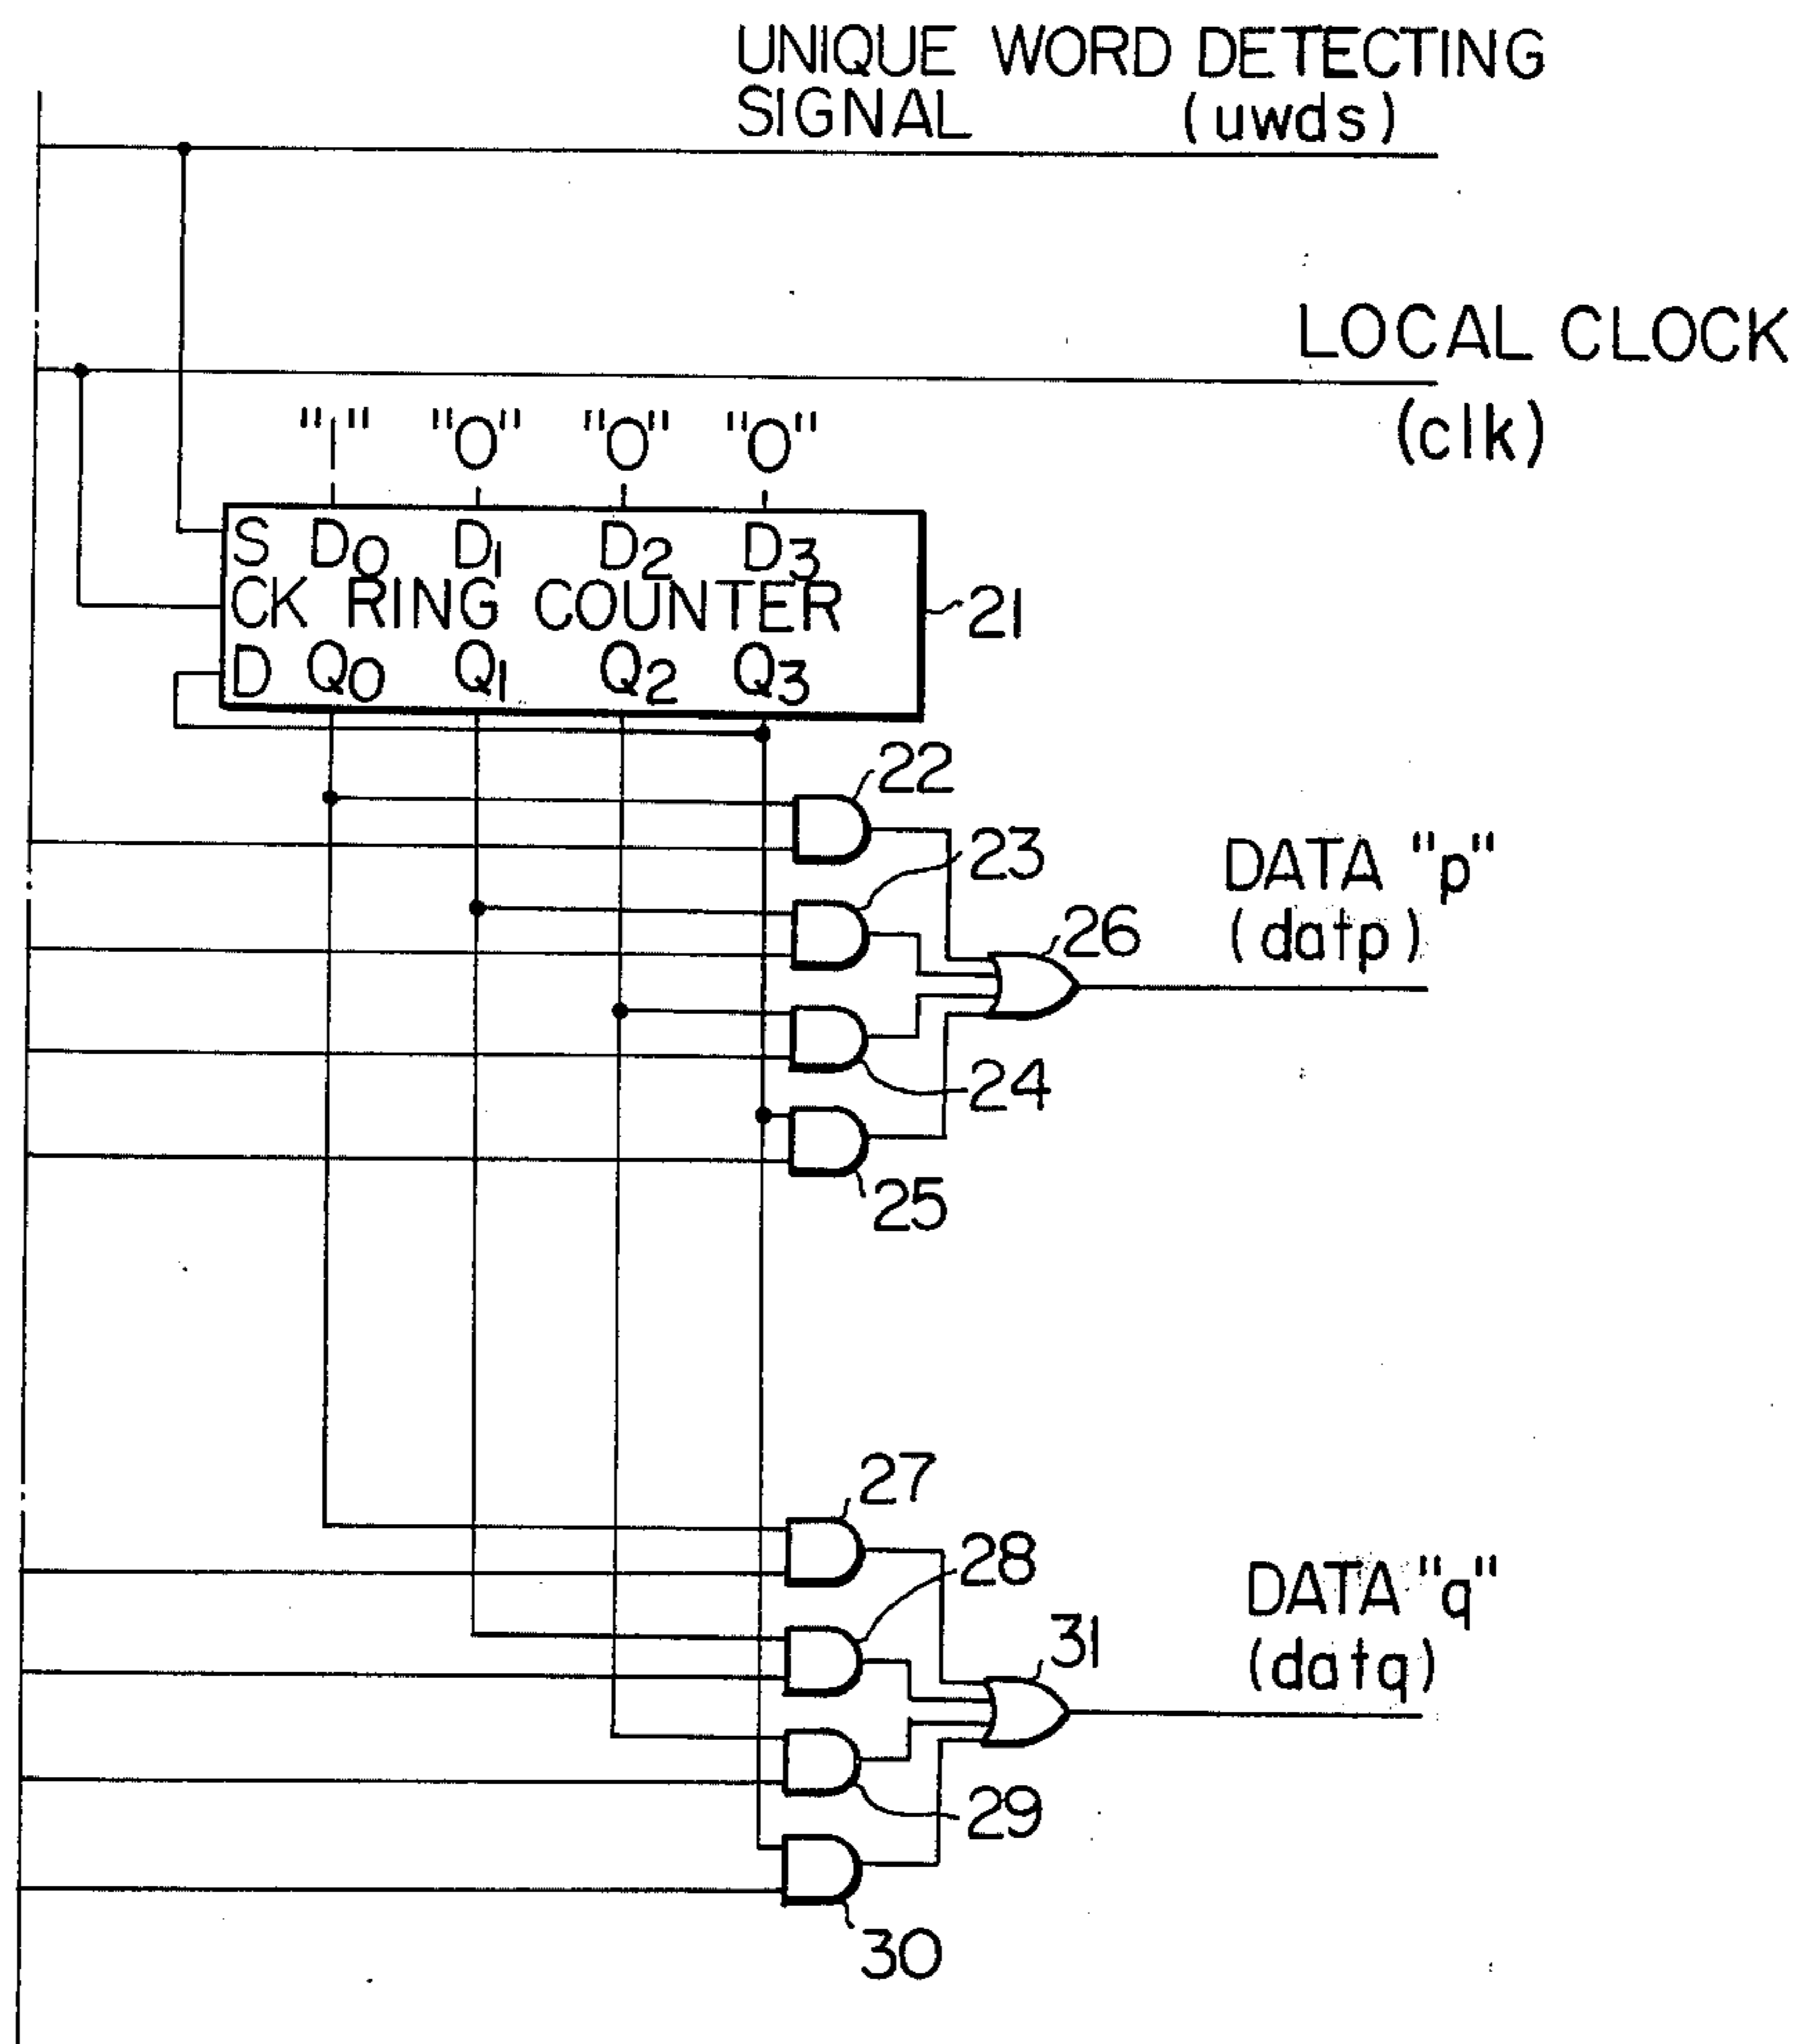 UNIQUE WORD DETECTING
SIGNAL (uwds)
LOCAL CLOCK
(clk)
"1" "0" "0" "0"
S D0 D1 D2 D3
CK RING COUNTER
21
D Q0 Q1 Q2 Q3
22
23
DATA "p"
(datp)
26
24
25
27
28
DATA "q"
(datq)
31
29
30